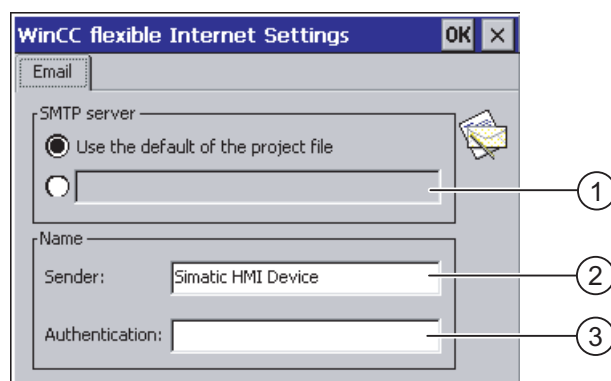 WinCC flexible Internet Settings OK ×
Email
SMTP server
Use the default of the project file
1
Name
Sender: Simatic HMI Device 2
Authentication: 3